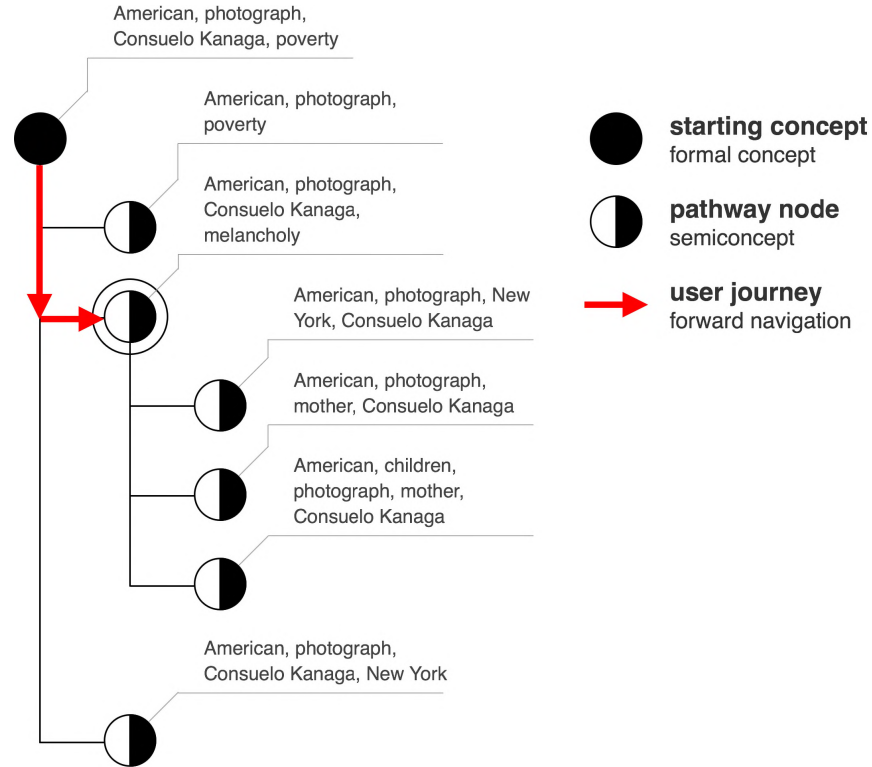 American, photograph,
Consuelo Kanaga, poverty
American, photograph,
poverty
American, photograph,
Consuelo Kanaga,
melancholy
American, photograph, New
York, Consuelo Kanaga
American, photograph,
mother, Consuelo Kanaga
American, children,
photograph, mother,
Consuelo Kanaga
American, photograph,
Consuelo Kanaga, New York
starting concept
formal concept
pathway node
semiconcept
user journey
forward navigation